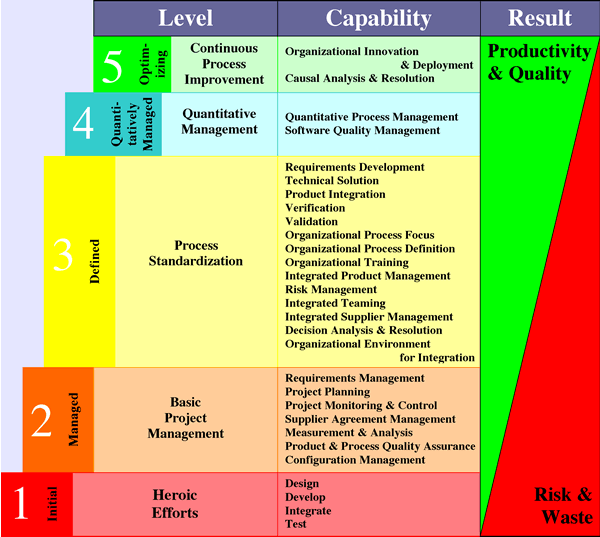 Level
Capability
Result
5
Optim-
izing
Continuous
Process
Improvement
Organizational Innovation
& Deployment
Causal Analysis & Resolution
Productivity
& Quality
4
Quanti-
tatively
Managed
Quantitative
Management
Quantitative Process Management
Software Quality Management
3
Defined
Process
Standardization
Requirements Development
Technical Solution
Product Integration
Verification
Validation
Organizational Process Focus
Organizational Process Definition
Organizational Training
Integrated Product Management
Risk Management
Integrated Teaming
Integrated Supplier Management
Decision Analysis & Resolution
Organizational Environment
for Integration
2
Managed
Basic
Project
Management
Requirements Management
Project Planning
Project Monitoring & Control
Supplier Agreement Management
Measurement & Analysis
Product & Process Quality Assurance
Configuration Management
1
Initial
Heroic
Efforts
Design
Develop
Integrate
Test
Risk &
Waste